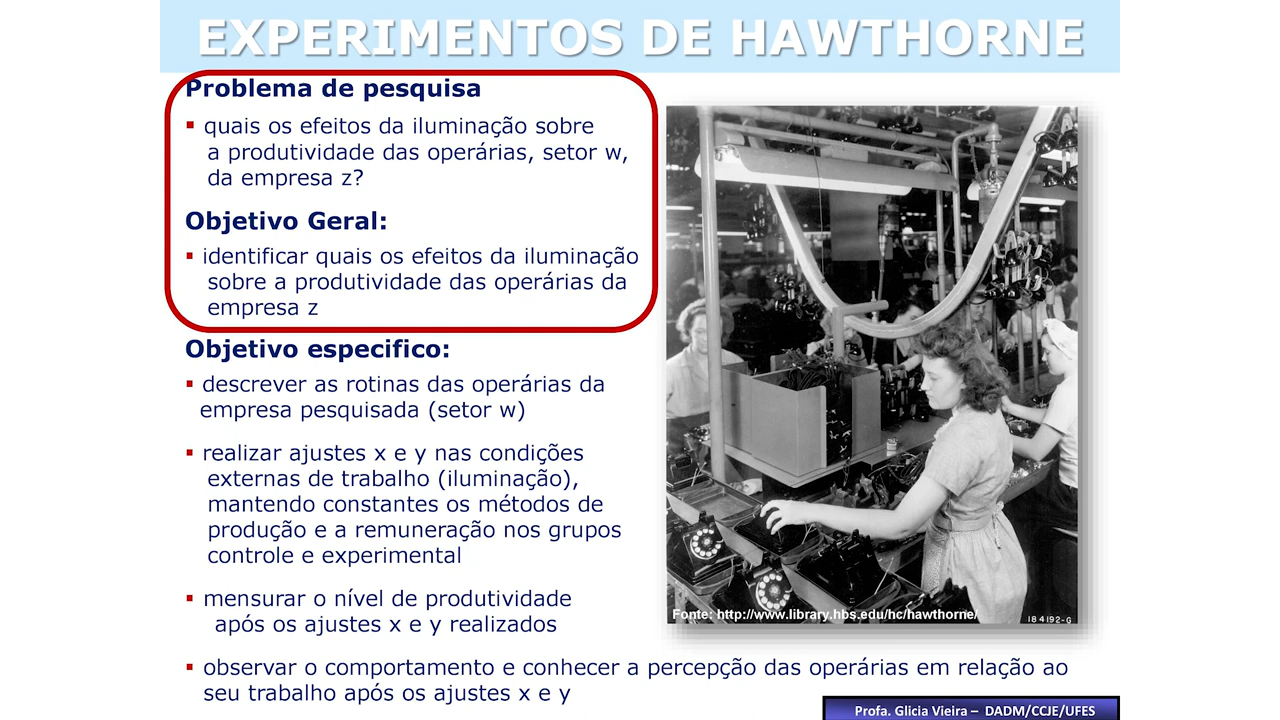 EXPERIMENTOS DE HAWTHORNE
Problema de pesquisa
▪ quais os efeitos da iluminação sobre
a produtividade das operárias, setor w,
da empresa z?
Objetivo Geral:
▪ identificar quais os efeitos da iluminação
sobre a produtividade das operárias da
empresa z
Objetivo especifico:
▪ descrever as rotinas das operárias da
empresa pesquisada (setor w)
▪ realizar ajustes x e y nas condições
externas de trabalho (iluminação),
mantendo constantes os métodos de
produção e a remuneração nos grupos
controle e experimental
▪ mensurar o nível de produtividade
após os ajustes x e y realizados
▪ observar o comportamento e conhecer a percepção das operárias em relação ao
seu trabalho após os ajustes x e y
Fonte: http://www.library.hbs.edu/hc/hawthorne/
184192-G
Profa. Glicia Vieira – DADM/CCJE/UFES